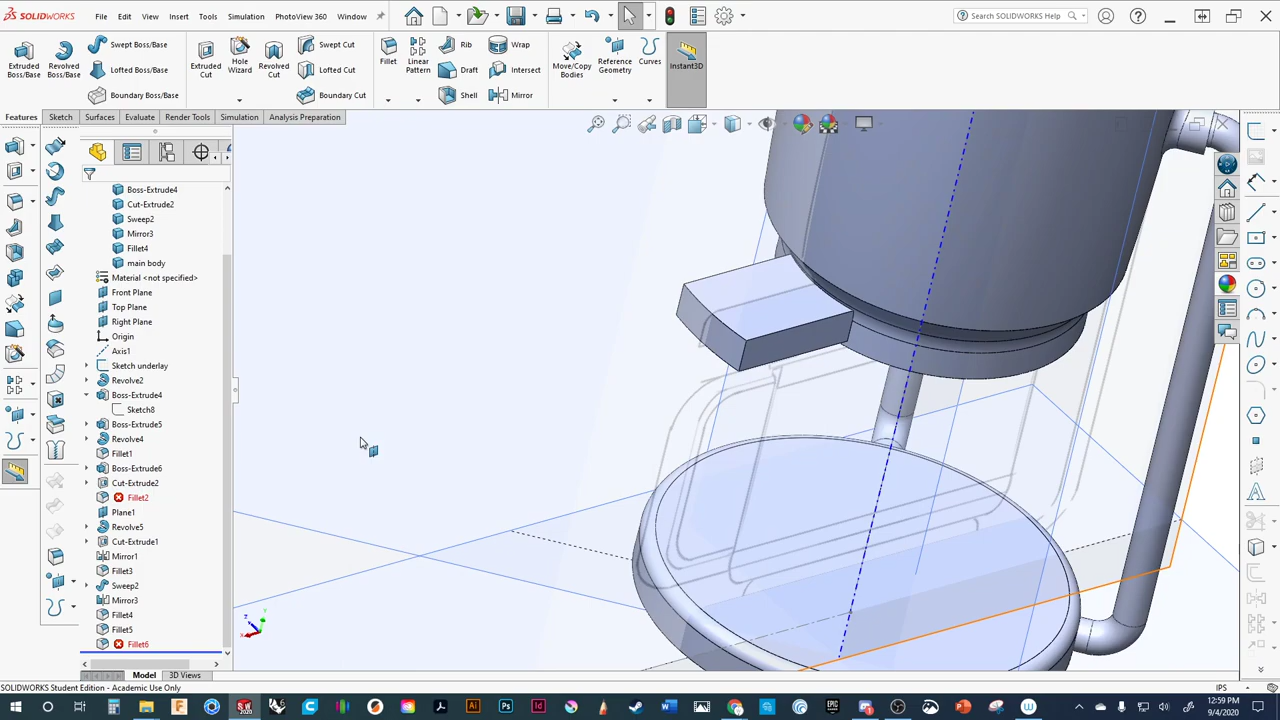 SOLIDWORKS File Edit View Insert Tools Simulation PhotoView 360 Window Search SOLIDWORKS Help
Extruded Boss/Base
Revolved Boss/Base
Swept Boss/Base
Lofted Boss/Base
Boundary Boss/Base
Extruded Cut
Hole Wizard
Revolved Cut
Swept Cut
Lofted Cut
Boundary Cut
Fillet
Linear Pattern
Rib
Draft
Shell
Wrap
Intersect
Mirror
Move/Copy Bodies
Reference Geometry
Curves
Instant3D
Features Sketch Surfaces Evaluate Render Tools Simulation Analysis Preparation
Boss-Extrude4
Cut-Extrude2
Sweep2
Mirror3
Fillet4
main body
Material <not specified>
Front Plane
Top Plane
Right Plane
Origin
Axis1
Sketch underlay
Revolve2
Boss-Extrude4
Sketch8
Boss-Extrude5
Revolve4
Fillet1
Boss-Extrude6
Cut-Extrude2
Fillet2
Plane1
Revolve5
Cut-Extrude1
Mirror1
Fillet3
Sweep2
Mirror3
Fillet4
Fillet5
Fillet6
Model 3D Views
SOLIDWORKS Student Edition - Academic Use Only IPS
12:59 PM
9/4/2020